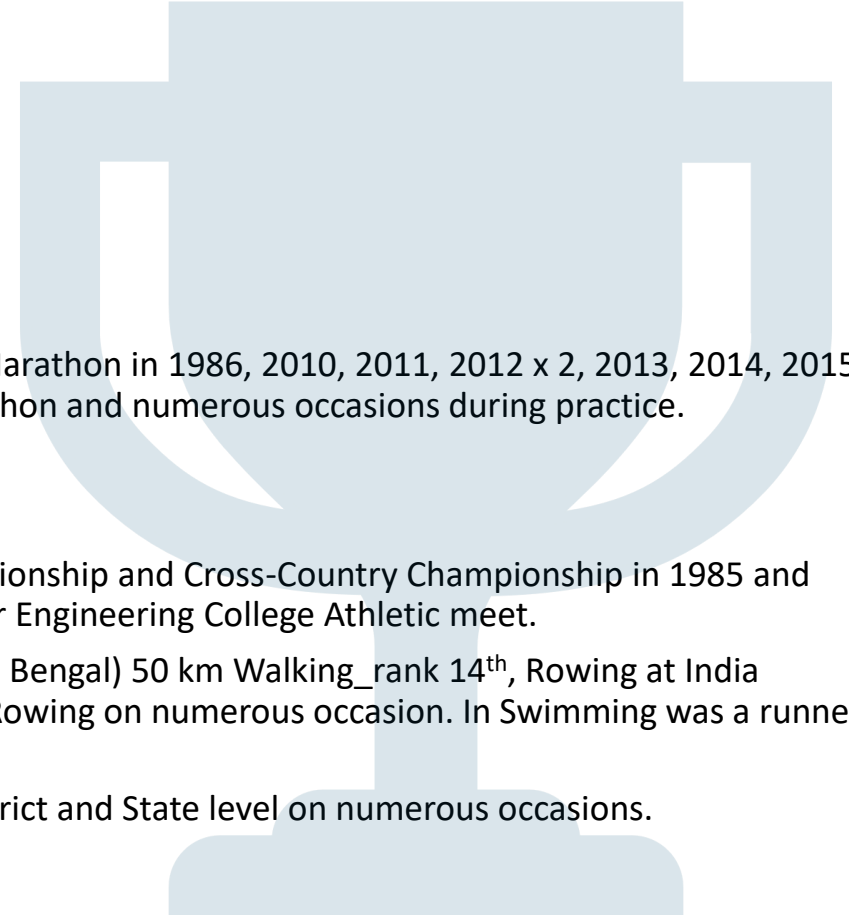 arathon in 1986, 2010, 2011, 2012 x 2, 2013, 2014, 2015
hon and numerous occasions during practice.
ionship and Cross-Country Championship in 1985 and
r Engineering College Athletic meet.
Bengal) 50 km Walking_rank 14th, Rowing at India
Rowing on numerous occasion. In Swimming was a runne
rict and State level on numerous occasions.